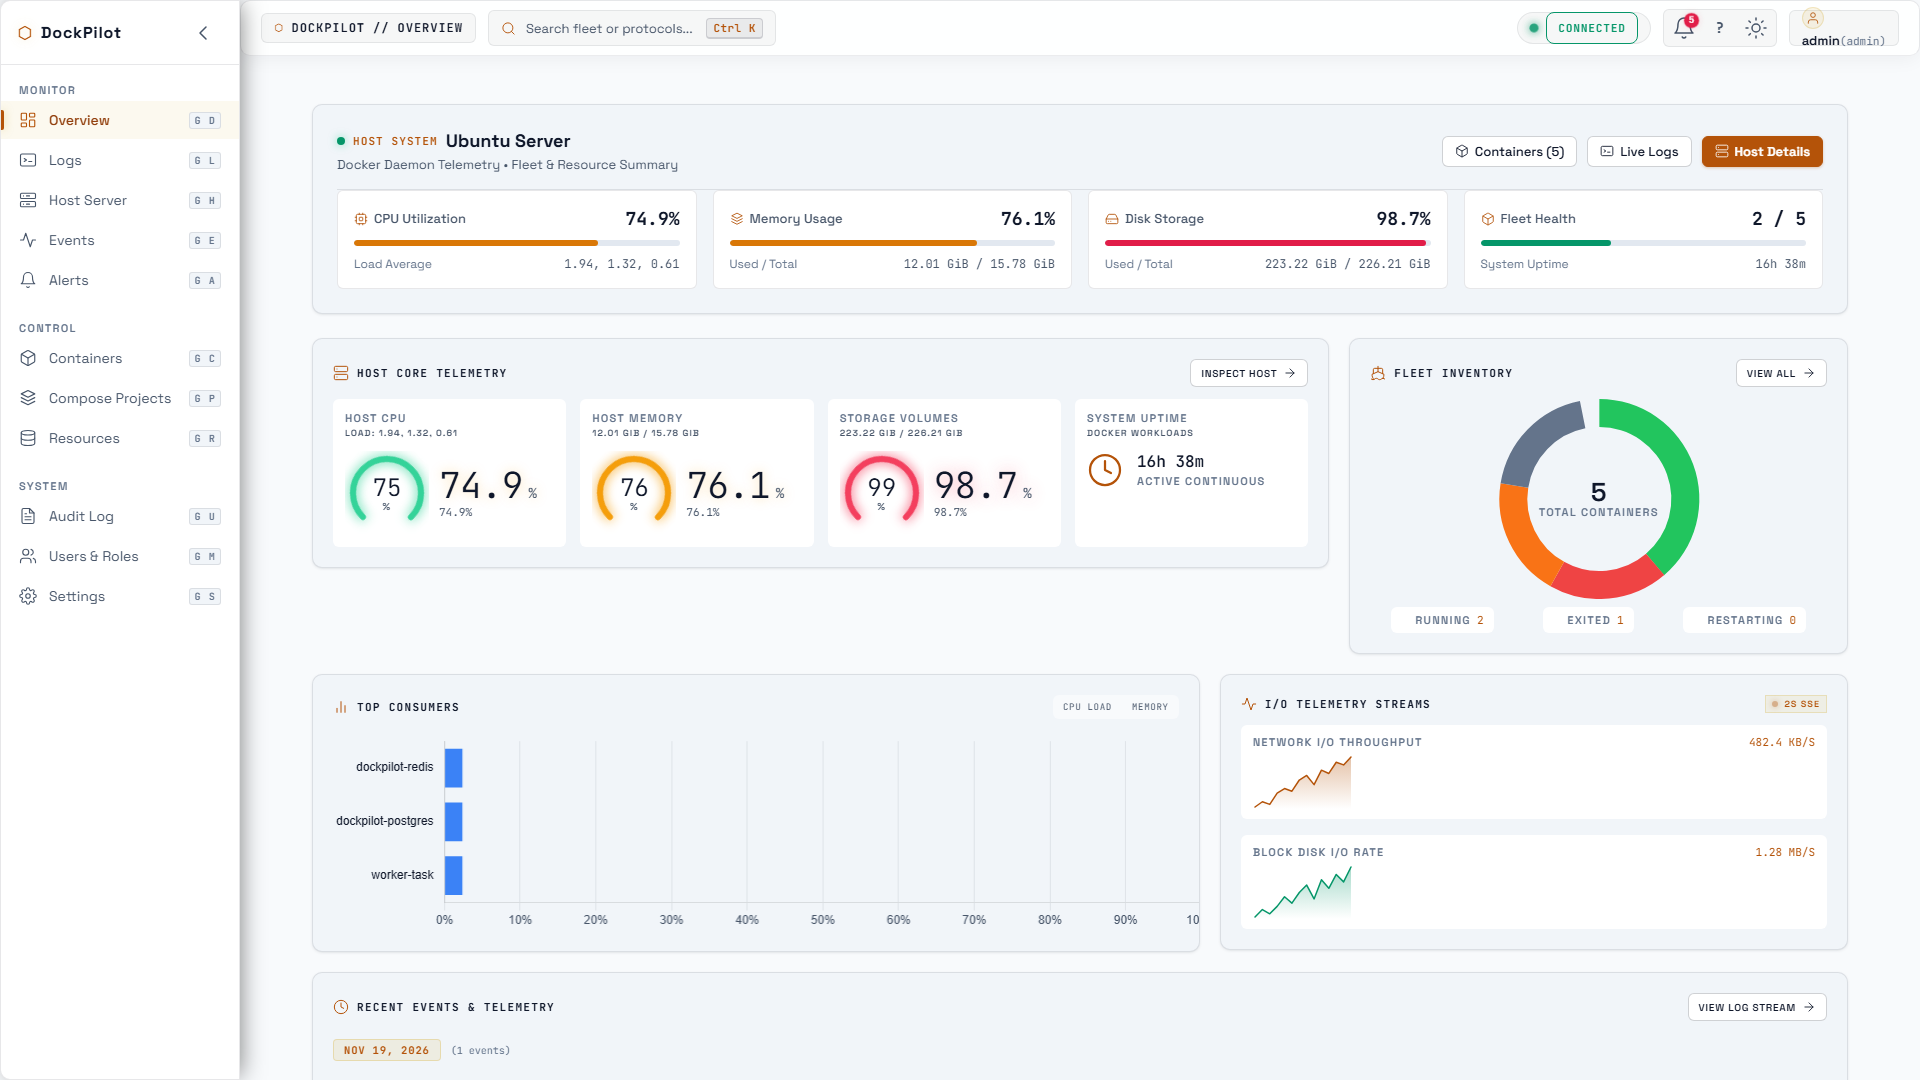 DockPilot
MONITOR
Overview G D
Logs G L
Host Server G H
Events G E
Alerts G A
CONTROL
Containers G C
Compose Projects G P
Resources G R
SYSTEM
Audit Log G U
Users & Roles G M
Settings G S
DOCKPILOT // OVERVIEW
Search fleet or protocols... Ctrl K
CONNECTED
5
?
admin(admin)
HOST SYSTEM Ubuntu Server
Docker Daemon Telemetry • Fleet & Resource Summary
Containers (5)
Live Logs
Host Details
CPU Utilization 74.9%
Load Average 1.94, 1.32, 0.61
Memory Usage 76.1%
Used / Total 12.01 GiB / 15.78 GiB
Disk Storage 98.7%
Used / Total 223.22 GiB / 226.21 GiB
Fleet Health 2 / 5
System Uptime 16h 38m
HOST CORE TELEMETRY
INSPECT HOST
HOST CPU
LOAD: 1.94, 1.32, 0.61
75
%
74.9 %
74.9%
HOST MEMORY
12.01 GIB / 15.78 GIB
76
%
76.1 %
76.1%
STORAGE VOLUMES
223.22 GIB / 226.21 GIB
99
%
98.7 %
98.7%
SYSTEM UPTIME
DOCKER WORKLOADS
16h 38m
ACTIVE CONTINUOUS
FLEET INVENTORY
VIEW ALL
5
TOTAL CONTAINERS
RUNNING 2
EXITED 1
RESTARTING 0
TOP CONSUMERS
CPU LOAD MEMORY
dockpilot-redis
dockpilot-postgres
worker-task
0% 10% 20% 30% 40% 50% 60% 70% 80% 90% 10
I/O TELEMETRY STREAMS
2S SSE
NETWORK I/O THROUGHPUT 482.4 KB/S
BLOCK DISK I/O RATE 1.28 MB/S
RECENT EVENTS & TELEMETRY
VIEW LOG STREAM
NOV 19, 2026 (1 events)